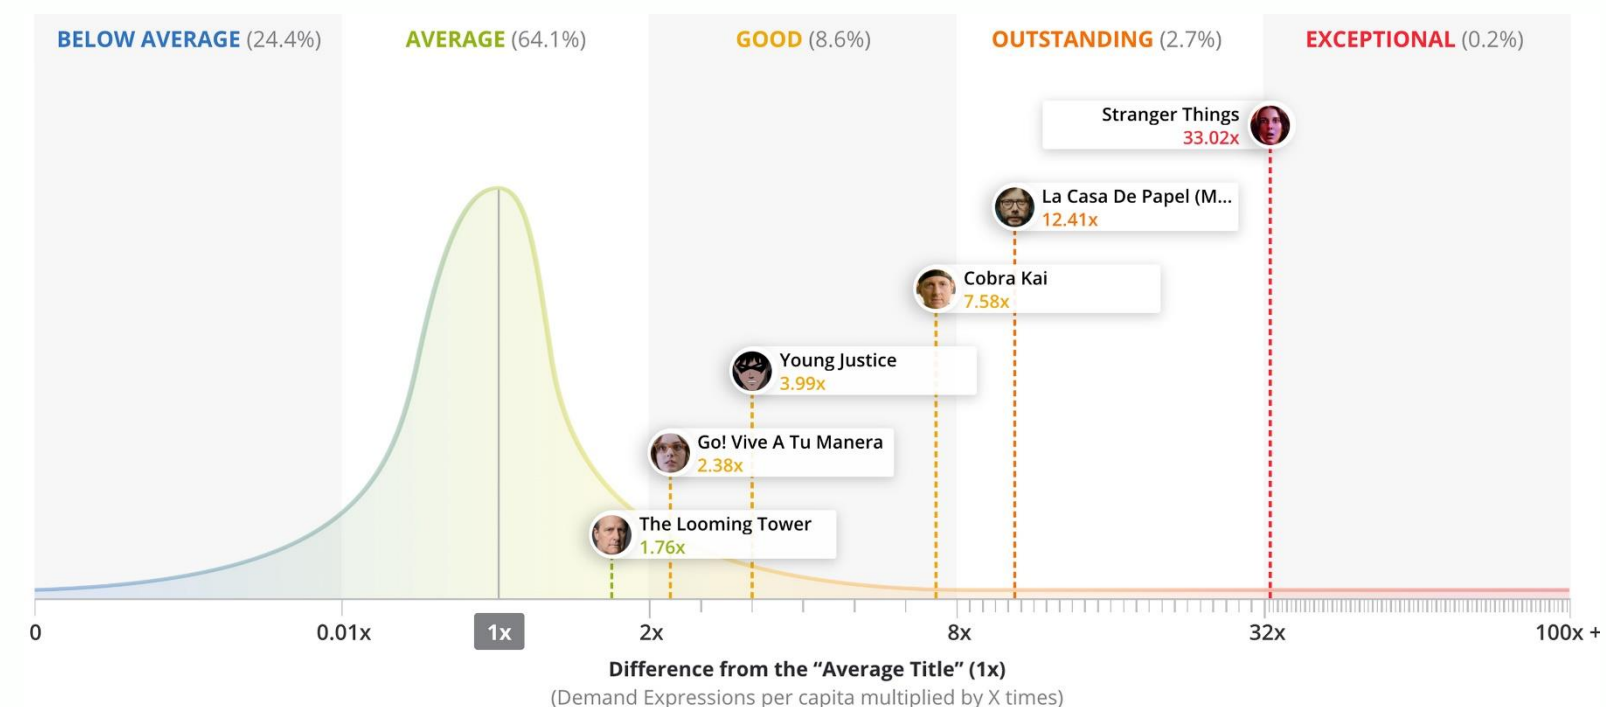 BELOW AVERAGE (24.4%)
AVERAGE (64.1%)
GOOD (8.6%)
OUTSTANDING (2.7%)
EXCEPTIONAL (0.2%)
Stranger Things
33.02x
La Casa De Papel (M...
12.41x
Cobra Kai
7.58x
Young Justice
3.99x
Go! Vive A Tu Manera
2.38x
The Looming Tower
1.76x
0
0.01x
1x
2x
8x
32x
100x +
Difference from the “Average Title” (1x)
(Demand Expressions per capita multiplied by X times)